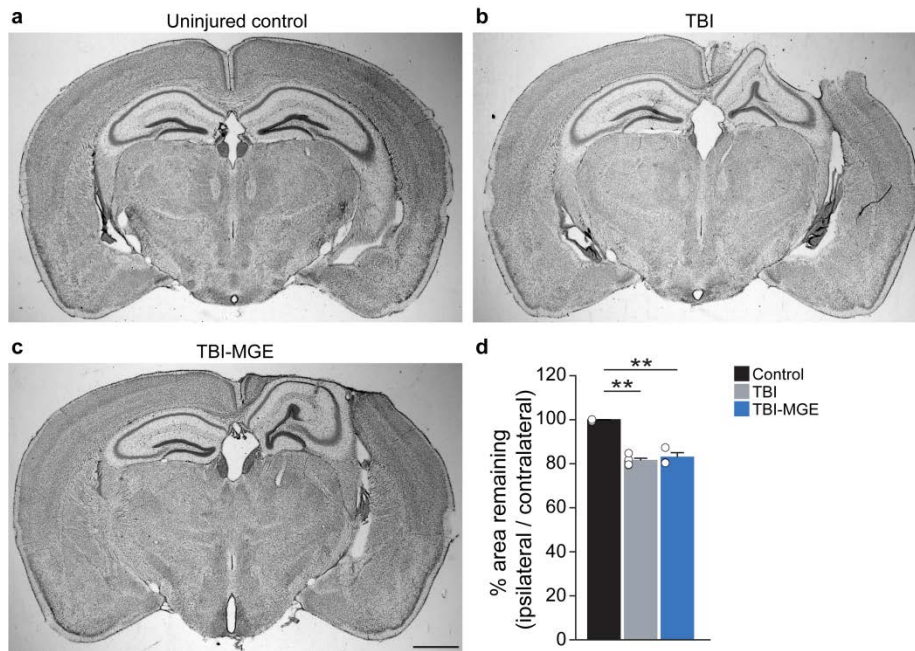 a
Uninjured control
b
TBI
c
TBI-MGE
d
120
100
80
60
40
20
0
% area remaining
(ipsilateral / contralateral)
**
**
Control
TBI
TBI-MGE